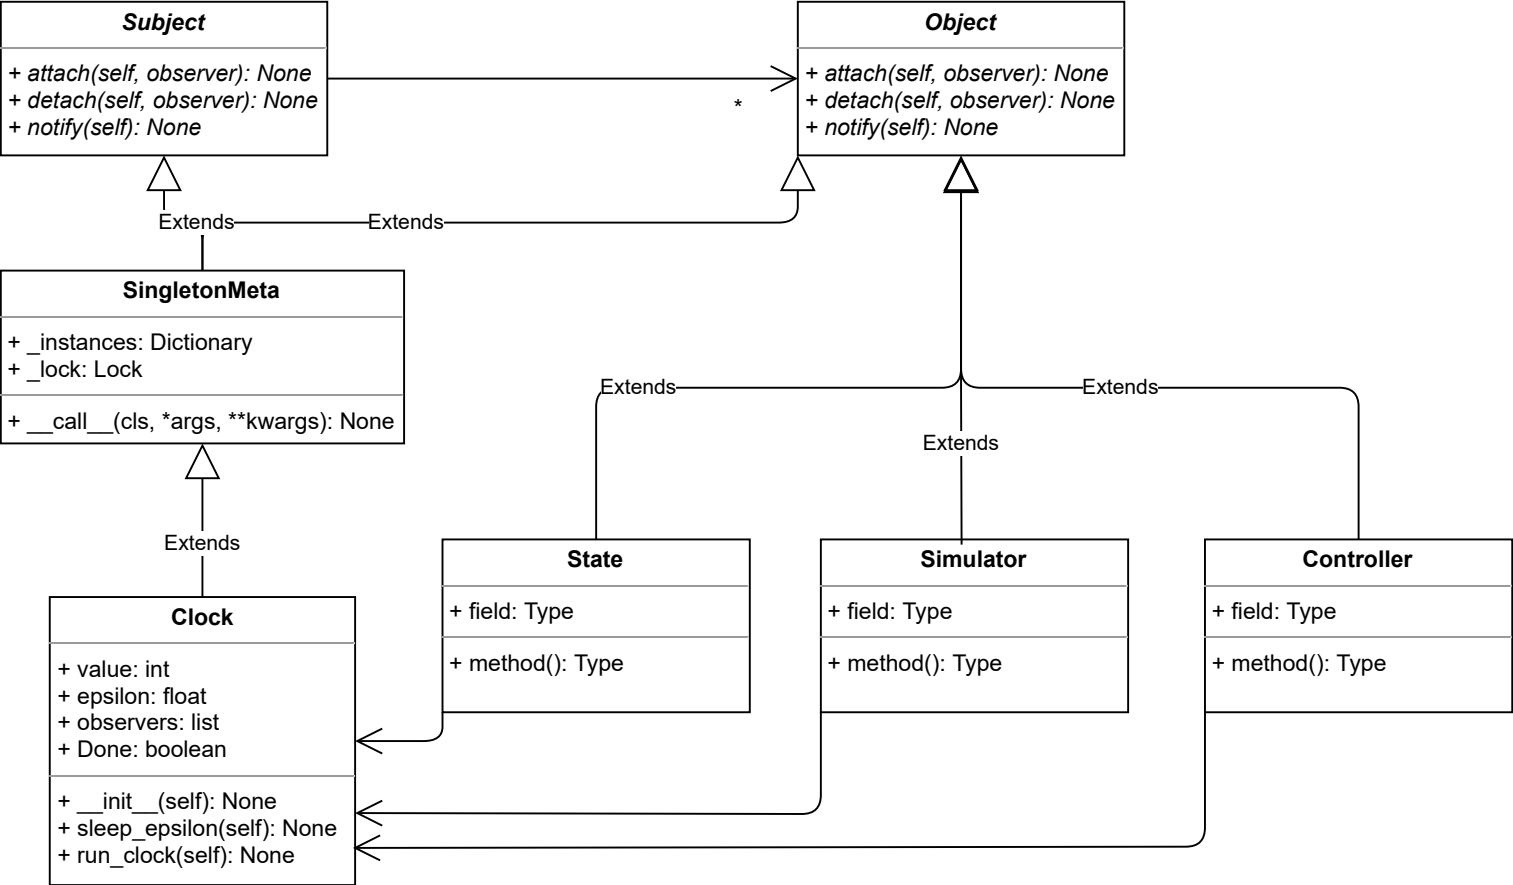 Subject
+ attach(self, observer): None
+ detach(self, observer): None
+ notify(self): None
*
Object
+ attach(self, observer): None
+ detach(self, observer): None
+ notify(self): None
Extends
Extends
SingletonMeta
+ _instances: Dictionary
+ _lock: Lock
+ __call__(cls, *args, **kwargs): None
Extends
Extends
Extends
Extends
Clock
+ value: int
+ epsilon: float
+ observers: list
+ Done: boolean
+ __init__(self): None
+ sleep_epsilon(self): None
+ run_clock(self): None
State
+ field: Type
+ method(): Type
Simulator
+ field: Type
+ method(): Type
Controller
+ field: Type
+ method(): Type